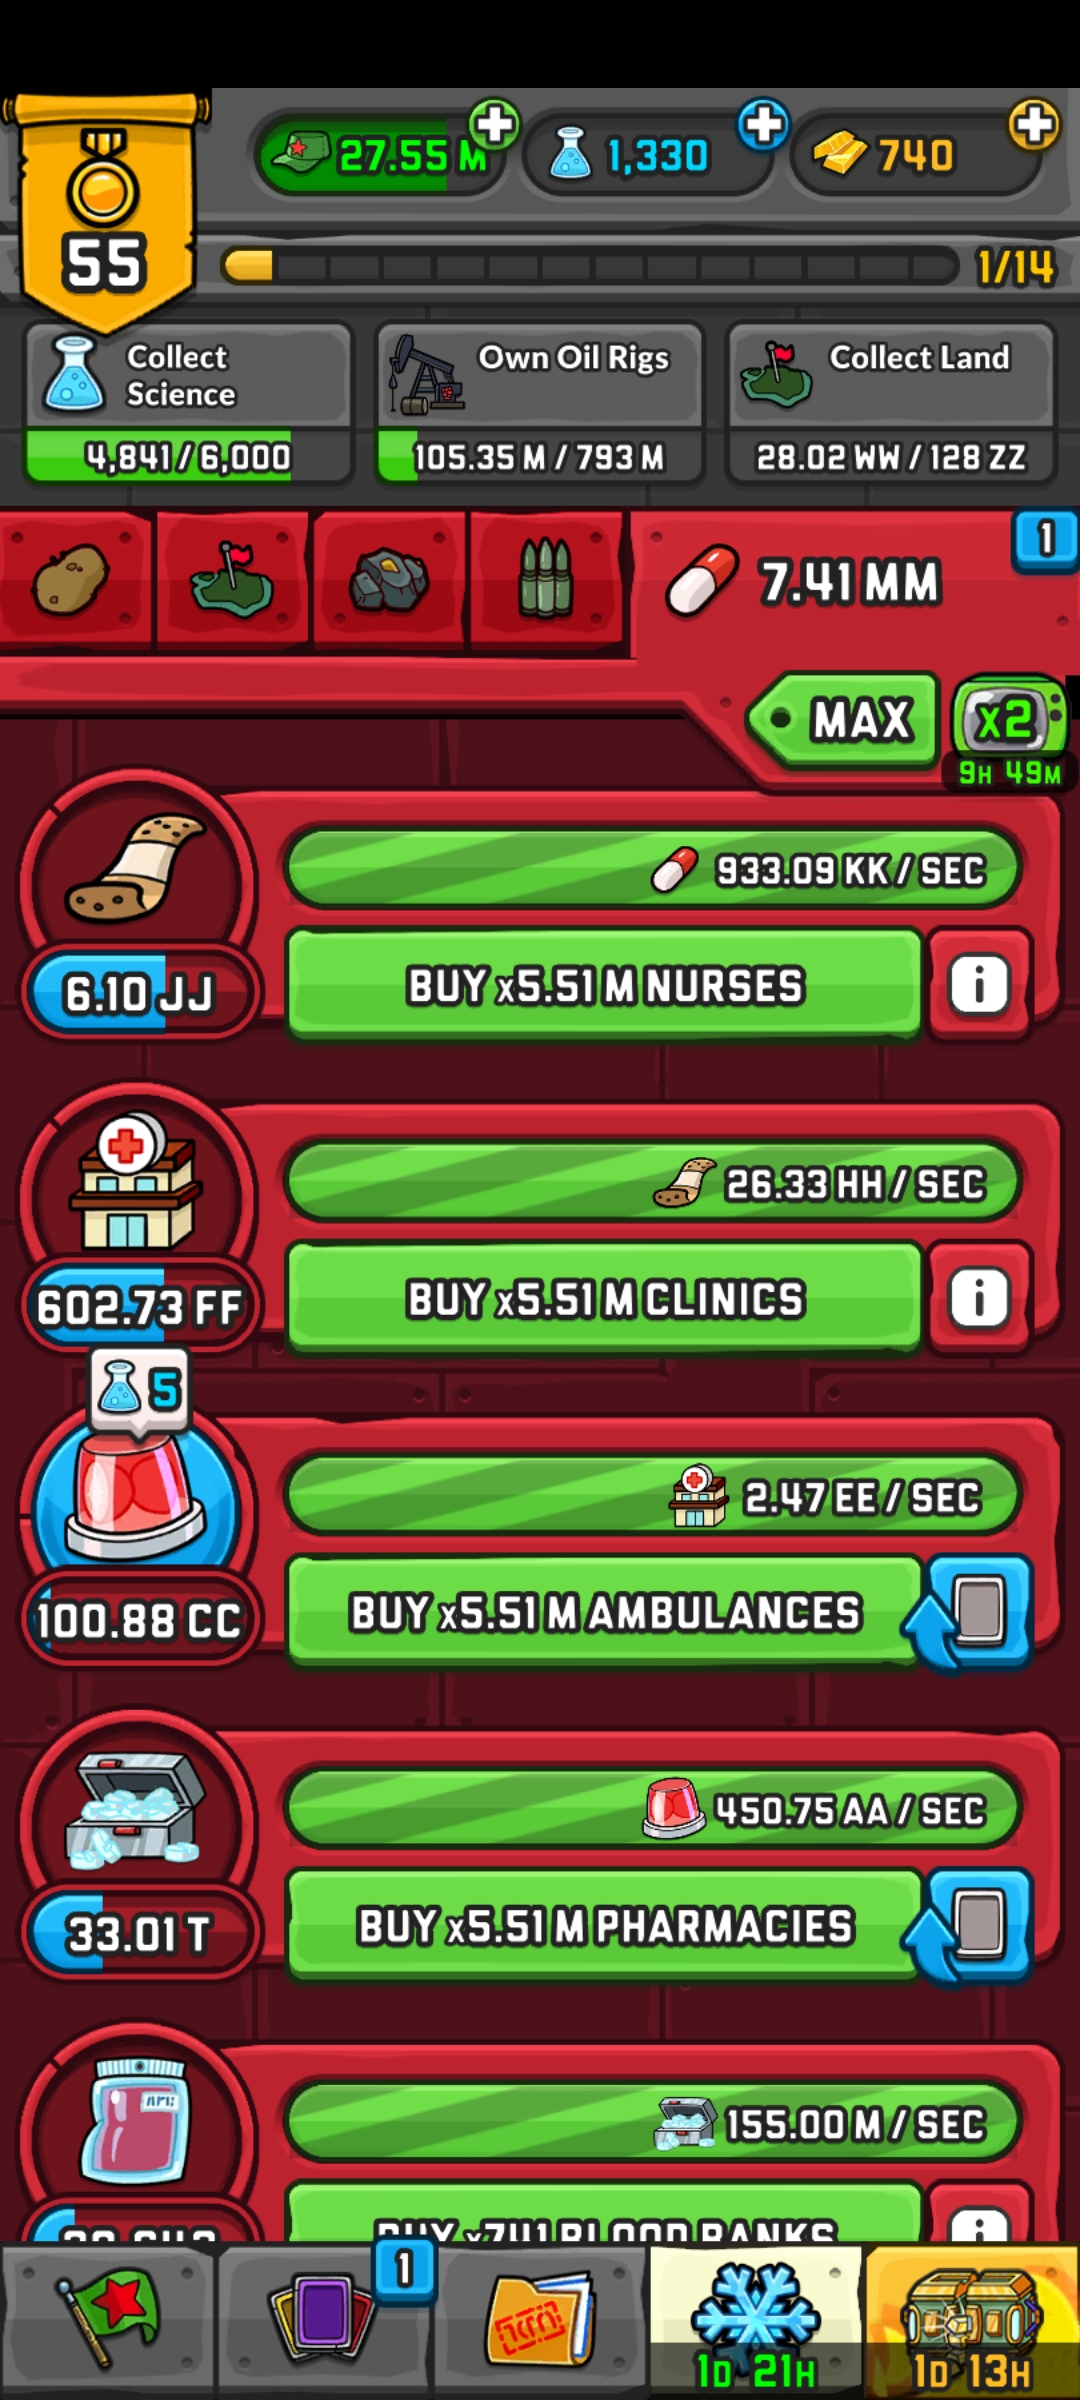 27.55 M
1,330
740
55
1/14
Collect
Science
4,841/6,000
Own Oil Rigs
105.35 M/793 M
Collect Land
28.02 WW/128 ZZ
7.41 MM
1
MAX
x2
9H 49M
933.09 KK/SEC
6.10 JJ
BUY x5.51 M NURSES
i
26.33 HH/SEC
602.73 FF
BUY x5.51 M CLINICS
i
5
2.47 EE/SEC
100.88 CC
BUY x5.51 M AMBULANCES
450.75 AA/SEC
33.01 T
BUY x5.51 M PHARMACIES
155.00 M/SEC
BUY x741 BLOOD BANKS
i
1
1D 21H
1D 13H